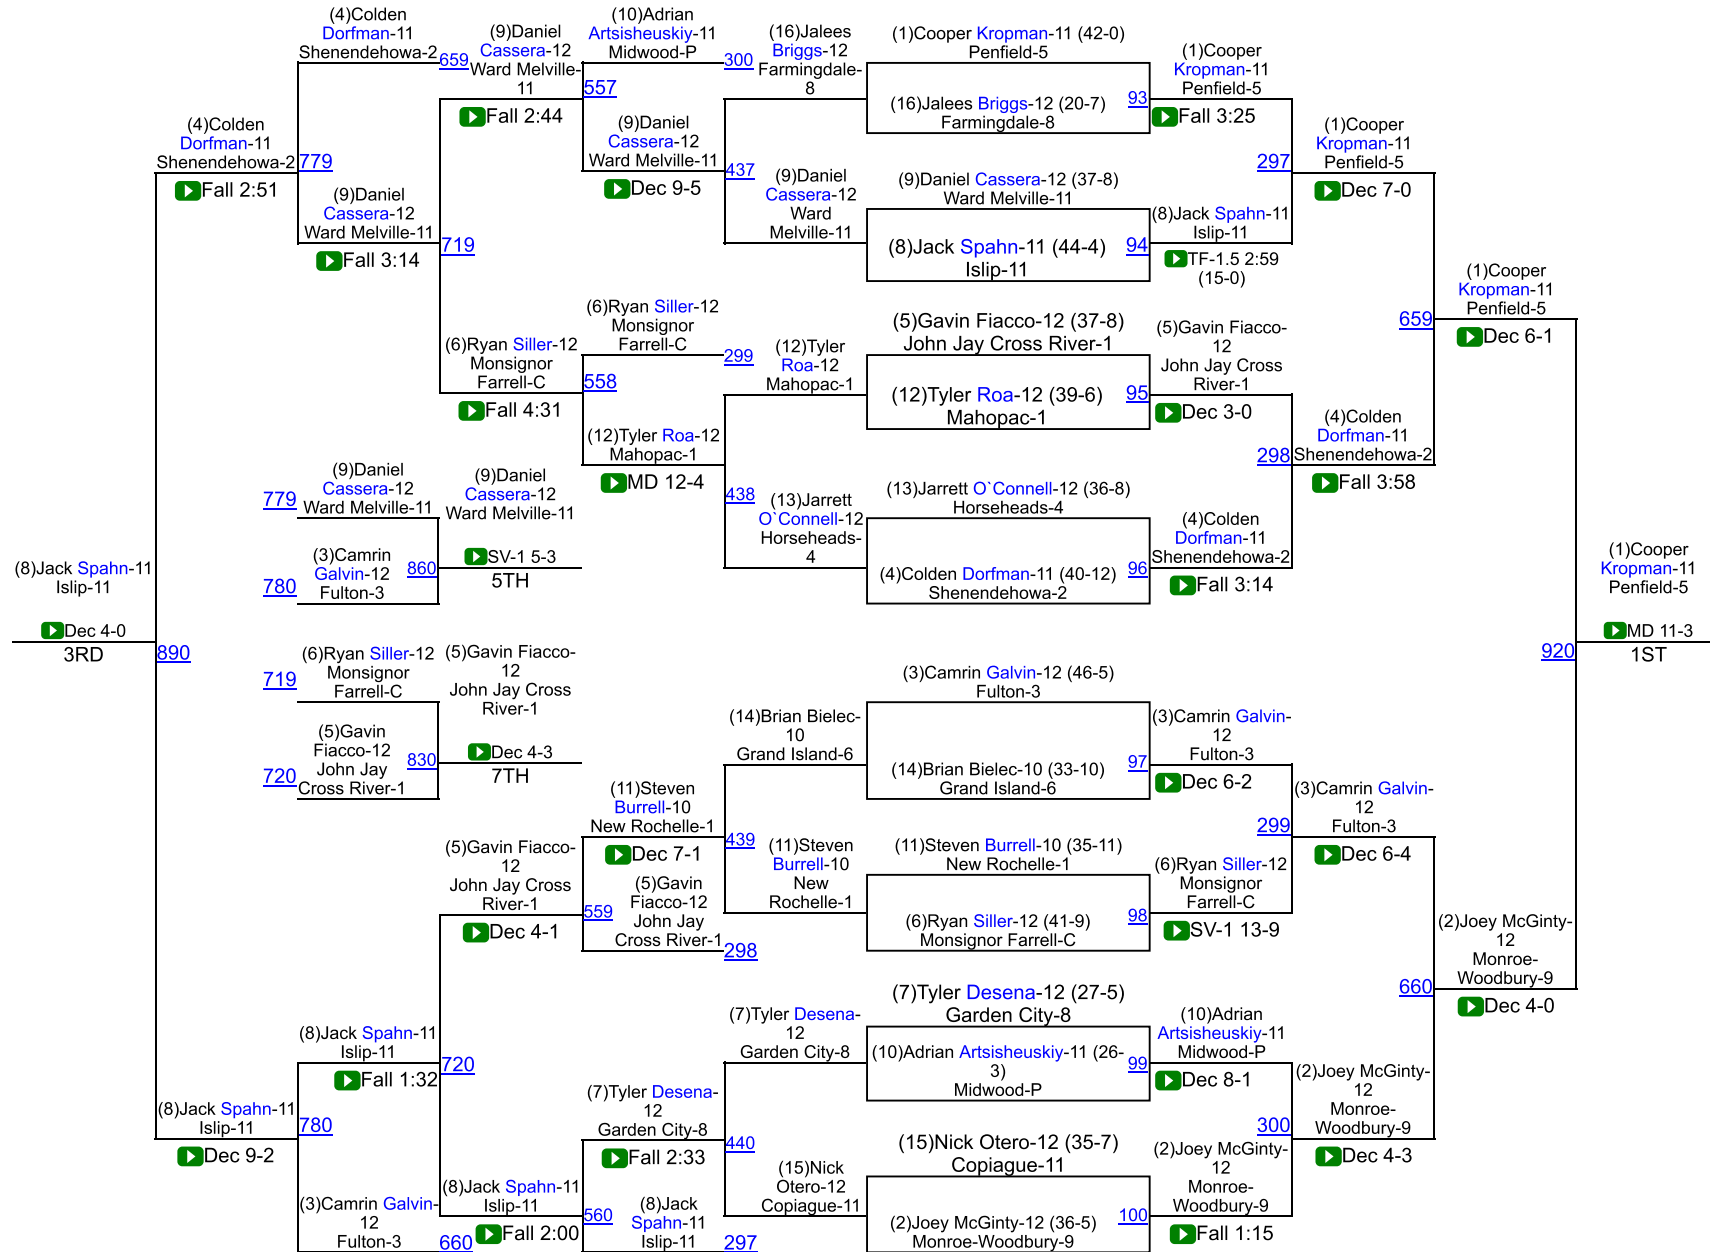 (4)Colden
Dorfman-11
Shenendehowa-2
659
(9)Daniel
Cassera-12
Ward Melville-
11
Fall 2:44
(10)Adrian
Artsisheuskiy-11
Midwood-P
300
557
(16)Jalees
Briggs-12
Farmingdale-
8
(1)Cooper Kropman-11 (42-0)
Penfield-5
(16)Jalees Briggs-12 (20-7)
Farmingdale-8
93
(1)Cooper
Kropman-11
Penfield-5
Fall 3:25
(4)Colden
Dorfman-11
Shenendehowa-2
779
Fall 2:51
(9)Daniel
Cassera-12
Ward Melville-11
Dec 9-5
437
(1)Cooper
Kropman-11
Penfield-5
297
Dec 7-0
(9)Daniel
Cassera-12
Ward Melville-11
Fall 3:14
719
(9)Daniel
Cassera-12
Ward
Melville-11
(9)Daniel Cassera-12 (37-8)
Ward Melville-11
(8)Jack Spahn-11 (44-4)
Islip-11
94
(8)Jack Spahn-11
Islip-11
TF-1.5 2:59
(15-0)
(1)Cooper
Kropman-11
Penfield-5
659
Dec 6-1
(6)Ryan Siller-12
Monsignor
Farrell-C
299
(6)Ryan Siller-12
Monsignor
Farrell-C
558
Fall 4:31
(12)Tyler
Roa-12
Mahopac-1
(5)Gavin Fiacco-12 (37-8)
John Jay Cross River-1
(12)Tyler Roa-12 (39-6)
Mahopac-1
95
(5)Gavin Fiacco-
12
John Jay Cross
River-1
Dec 3-0
(12)Tyler Roa-12
Mahopac-1
MD 12-4
438
(4)Colden
Dorfman-11
Shenendehowa-2
298
Fall 3:58
779
(9)Daniel
Cassera-12
Ward Melville-11
(9)Daniel
Cassera-12
Ward Melville-11
(13)Jarrett
O`Connell-12
Horseheads-
4
(13)Jarrett O`Connell-12 (36-8)
Horseheads-4
(4)Colden Dorfman-11 (40-12)
Shenendehowa-2
96
(4)Colden
Dorfman-11
Shenendehowa-2
Fall 3:14
(3)Camrin
Galvin-12
Fulton-3
780
860
SV-1 5-3
5TH
(8)Jack Spahn-11
Islip-11
Dec 4-0
3RD
890
(1)Cooper
Kropman-11
Penfield-5
MD 11-3
1ST
920
719
(6)Ryan Siller-12
Monsignor
Farrell-C
(5)Gavin Fiacco-
12
John Jay Cross
River-1
720
(5)Gavin
Fiacco-12
John Jay
Cross River-1
830
Dec 4-3
7TH
(14)Brian Bielec-
10
Grand Island-6
(3)Camrin Galvin-12 (46-5)
Fulton-3
(14)Brian Bielec-10 (33-10)
Grand Island-6
97
(3)Camrin Galvin-
12
Fulton-3
Dec 6-2
(11)Steven
Burrell-10
New Rochelle-1
Dec 7-1
439
(3)Camrin Galvin-
12
Fulton-3
299
Dec 6-4
(5)Gavin Fiacco-
12
John Jay Cross
River-1
Dec 4-1
559
(5)Gavin
Fiacco-12
John Jay
Cross River-1
298
(11)Steven
Burrell-10
New
Rochelle-1
(11)Steven Burrell-10 (35-11)
New Rochelle-1
(6)Ryan Siller-12 (41-9)
Monsignor Farrell-C
98
(6)Ryan Siller-12
Monsignor
Farrell-C
SV-1 13-9
(2)Joey McGinty-
12
Monroe-
Woodbury-9
660
Dec 4-0
(8)Jack Spahn-11
Islip-11
Fall 1:32
720
(7)Tyler Desena-
12
Garden City-8
(7)Tyler Desena-12 (27-5)
Garden City-8
(10)Adrian Artsisheuskiy-11 (26-
3)
Midwood-P
99
(10)Adrian
Artsisheuskiy-11
Midwood-P
Dec 8-1
(8)Jack Spahn-11
Islip-11
780
Dec 9-2
(7)Tyler Desena-
12
Garden City-8
Fall 2:33
440
(2)Joey McGinty-
12
Monroe-
Woodbury-9
300
Dec 4-3
(3)Camrin Galvin-
12
Fulton-3
660
(8)Jack Spahn-11
Islip-11
Fall 2:00
560
(8)Jack
Spahn-11
Islip-11
297
(15)Nick
Otero-12
Copiague-11
(15)Nick Otero-12 (35-7)
Copiague-11
(2)Joey McGinty-12 (36-5)
Monroe-Woodbury-9
100
(2)Joey McGinty-
12
Monroe-
Woodbury-9
Fall 1:15